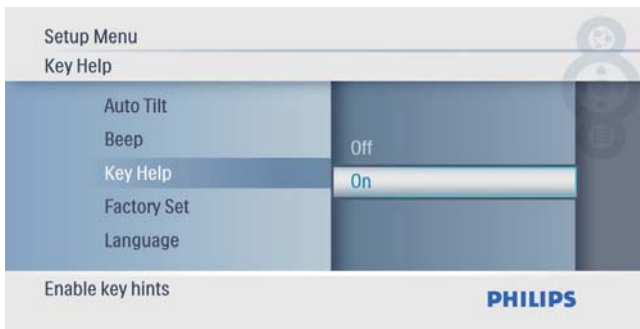 Setup Menu
Key Help
Auto Tilt
Beep
Key Help
Factory Set
Language
Off
On
Enable key hints
PHILIPS